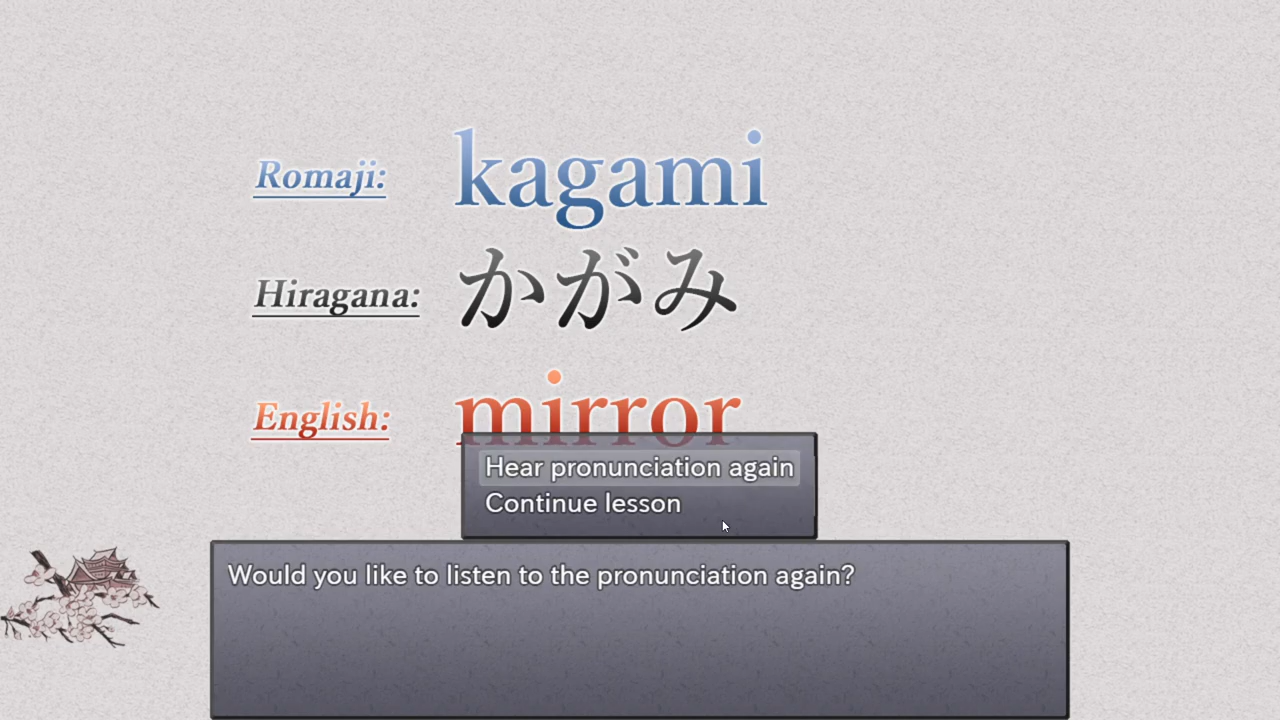 Romaji: kagami
Hiragana: かがみ
English: mirror
Hear pronunciation again
Continue lesson
Would you like to listen to the pronunciation again?